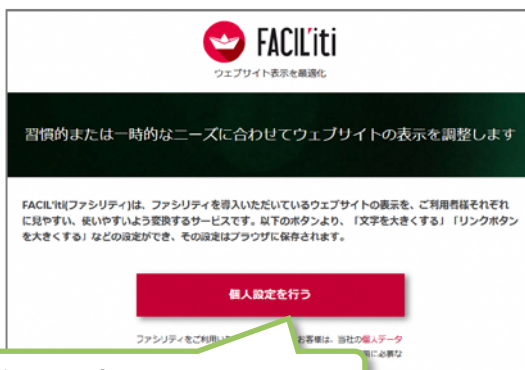 FACIL'iti
ウェブサイト表示を最適化
習慣的または一時的なニーズに合わせてウェブサイトの表示を調整します
FACIL'iti(ファシリティ)は、ファシリティを導入いただいているウェブサイトの表示を、ご利用者様それぞれ
に見やすい、使いやすいよう変換するサービスです。以下のボタンより、「文字を大きくする」「リンクボタン
を大きくする」などの設定ができ、その設定はブラウザに保存されます。
個人設定を行う
ファシリティをご利用い お客様は、当社の個人データ
に必要な